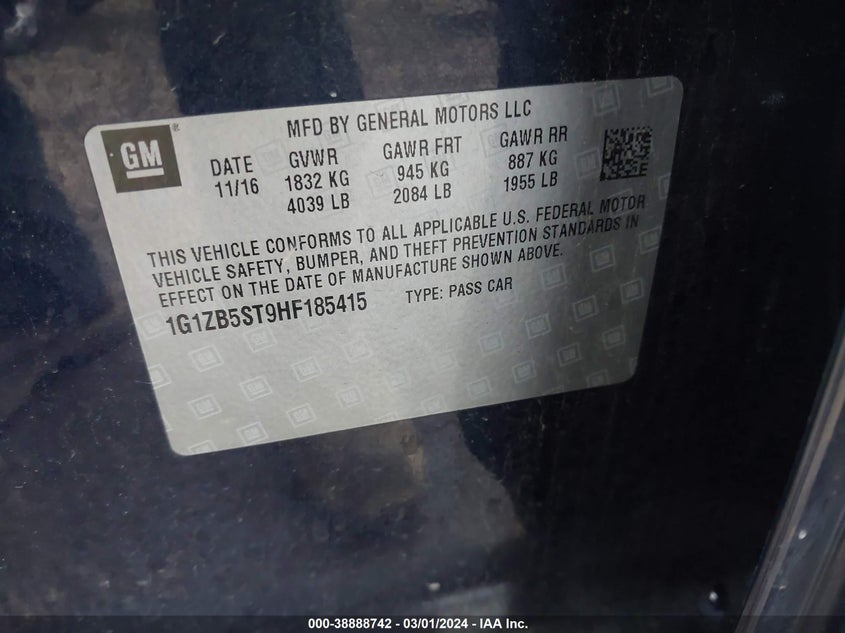 MFD BY GENERAL MOTORS LLC
GM ®
DATE GVWR GAWR FRT GAWR RR
11/16 1832 KG 945 KG 887 KG
4039 LB 2084 LB 1955 LB
THIS VEHICLE CONFORMS TO ALL APPLICABLE U.S. FEDERAL MOTOR
VEHICLE SAFETY, BUMPER, AND THEFT PREVENTION STANDARDS IN
EFFECT ON THE DATE OF MANUFACTURE SHOWN ABOVE.
1G1ZB5ST9HF185415 TYPE: PASS CAR
000-38888742 - 03/01/2024 - IAA Inc.